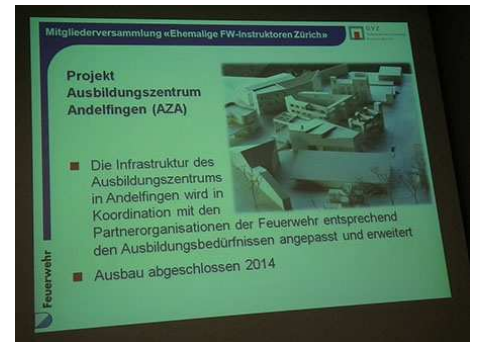 Mitgliederversammlung «Ehemalige FW-Instruktoren Zürich»
GVZ
Projekt
Ausbildungszentrum
Andelfingen (AZA)
Die Infrastruktur des
Ausbildungszentrums
in Andelfingen wird in
Koordination mit den
Partnerorganisationen der Feuerwehr entsprechend
den Ausbildungsbedürfnissen angepasst und erweitert
Ausbau abgeschlossen 2014
Feuerwehr